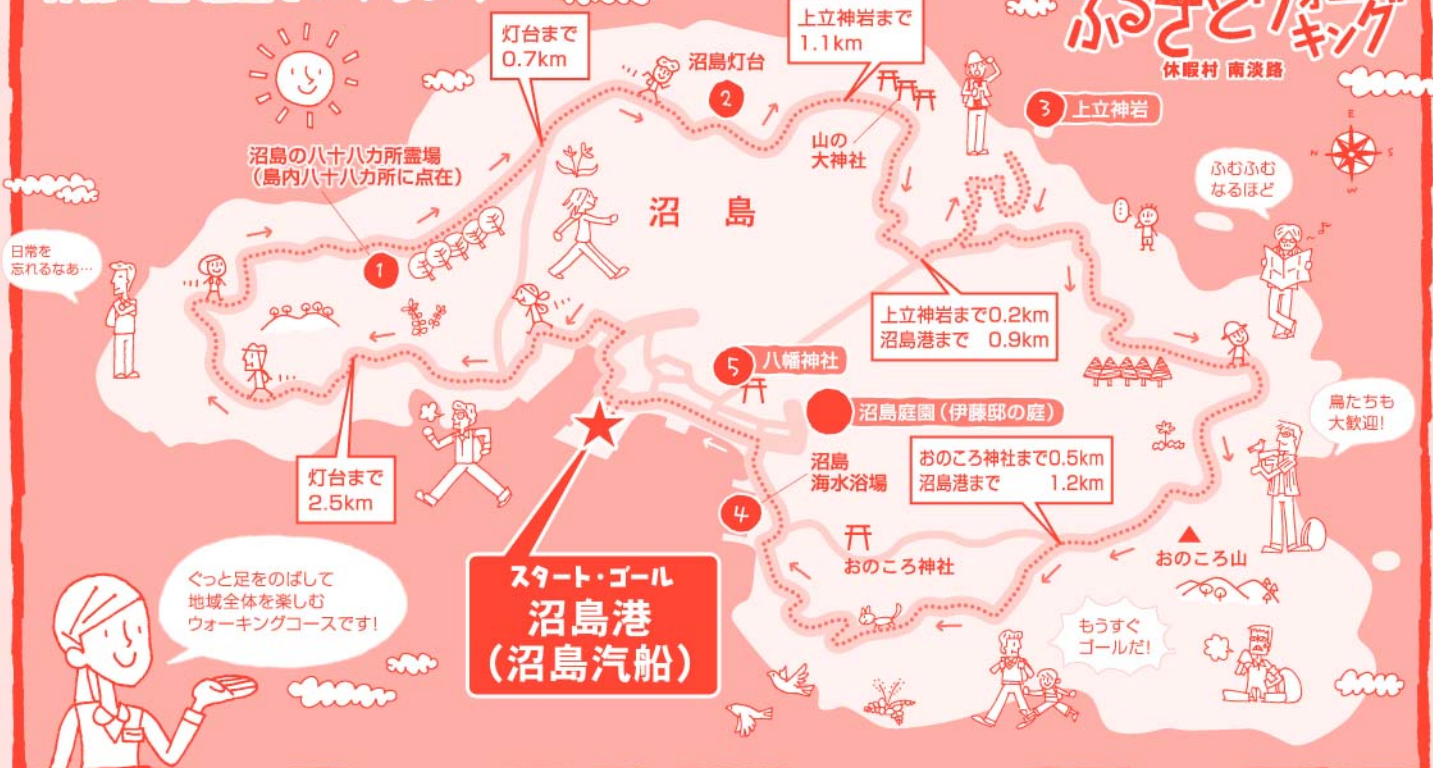 ふるさとウォーキング
休暇村 南淡路
灯台まで
0.7km
上立神岩まで
1.1km
沼島灯台
2
山の
大神社
3
上立神岩
E
N
S
W
ふむふむ
なるほど
沼島の八十八カ所霊場
(島内八十八カ所に点在)
1
沼 島
日常を
忘れるなあ…
…
上立神岩まで0.2km
沼島港まで 0.9km
5
八幡神社
沼島庭園(伊藤邸の庭)
鳥たちも
大歓迎!
灯台まで
2.5km
沼島
海水浴場
4
おのころ神社まで0.5km
沼島港まで 1.2km
おのころ神社
おのころ山
スタート・ゴール
沼島港
(沼島汽船)
もうすぐ
ゴールだ!
ぐっと足をのばして
地域全体を楽しむ
ウォーキングコースです!